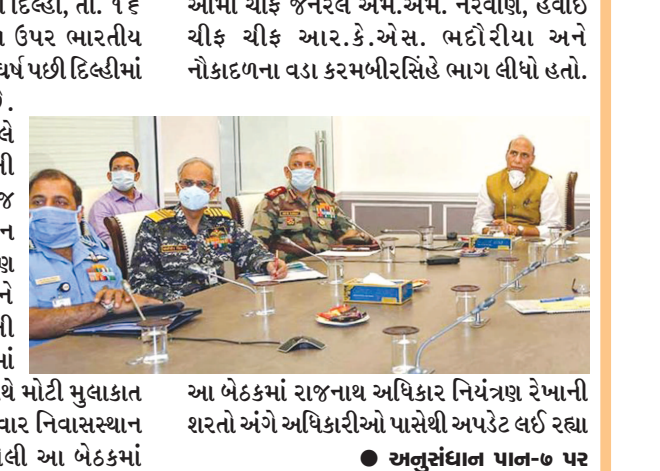 દિલ્હી, તા. ૧૬
ઉપર ભારતીય
પછી દિલ્હીમાં
મોટી મુલાકાત
નિવાસસ્થાન
આ બેઠકમાં
આર્મી ચીફ જનરલ એમ.એમ. નરવાણે, હવાઈ
ચીફ ચીફ આર.કે.એસ. ભદૌરીયા અને
નૌકાદળના વડા કરમબીરસિંહે ભાગ લીધો હતો.
આ બેઠકમાં રાજનાથ અધિકાર નિયંત્રણ રેખાની
શરતો અંગે અધિકારીઓ પાસેથી અપડેટ લઈ રહ્યા
● અનુસંધાન પાન-૭ પર